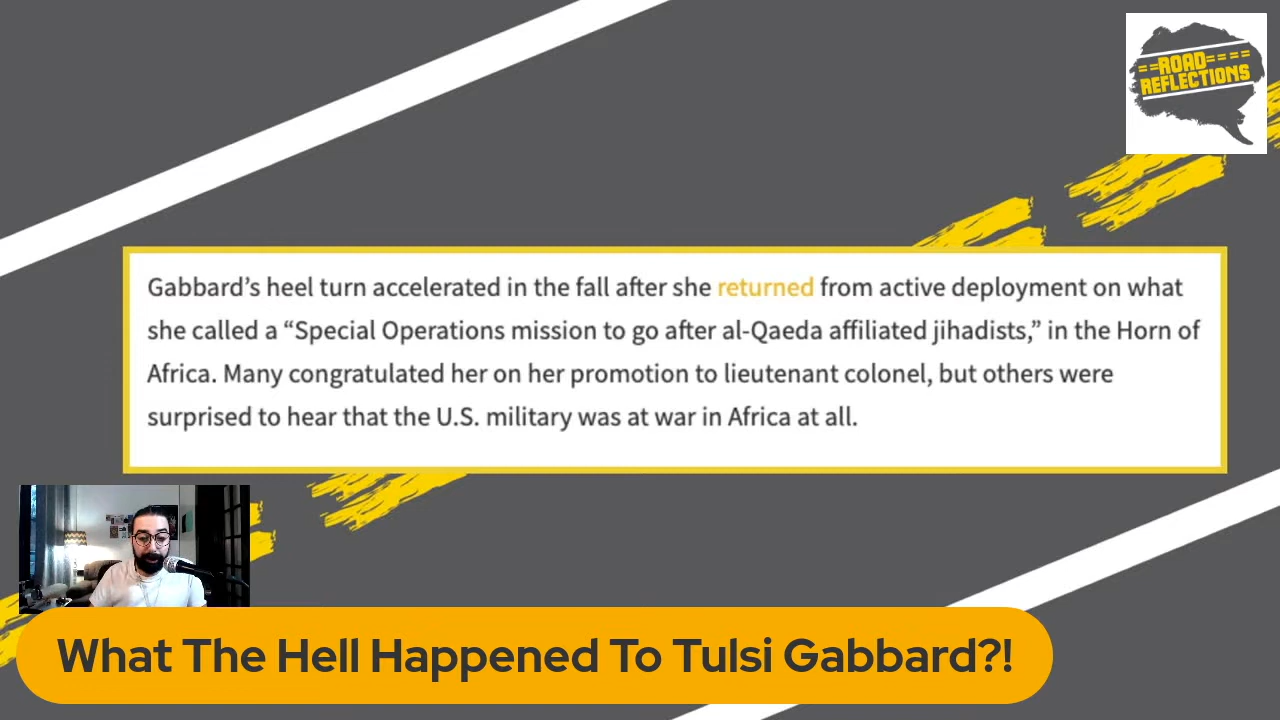 ==ROAD====
REFLECTIONS
Gabbard’s heel turn accelerated in the fall after she returned from active deployment on what
she called a “Special Operations mission to go after al-Qaeda affiliated jihadists,” in the Horn of
Africa. Many congratulated her on her promotion to lieutenant colonel, but others were
surprised to hear that the U.S. military was at war in Africa at all.
What The Hell Happened To Tulsi Gabbard?!